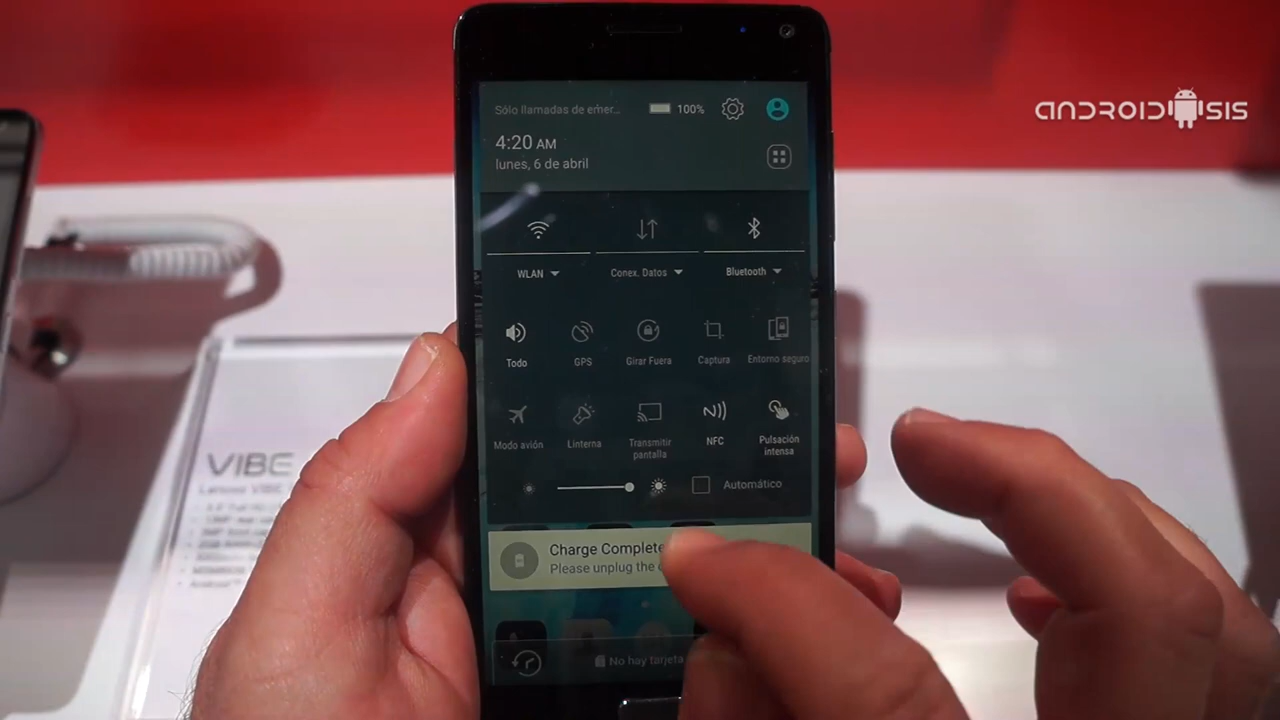 ANDROIDSIS
Sólo llamadas de emer... 100%
4:20 AM
lunes, 6 de abril
WLAN Conex. Datos Bluetooth
Todo GPS Girar Fuera Captura Entorno seguro
Modo avión Linterna Transmitir pantalla NFC Pulsación intensa
Automático
Charge Complete
Please unplug the
No hay tarjeta
VIBE
Lenovo VIBE